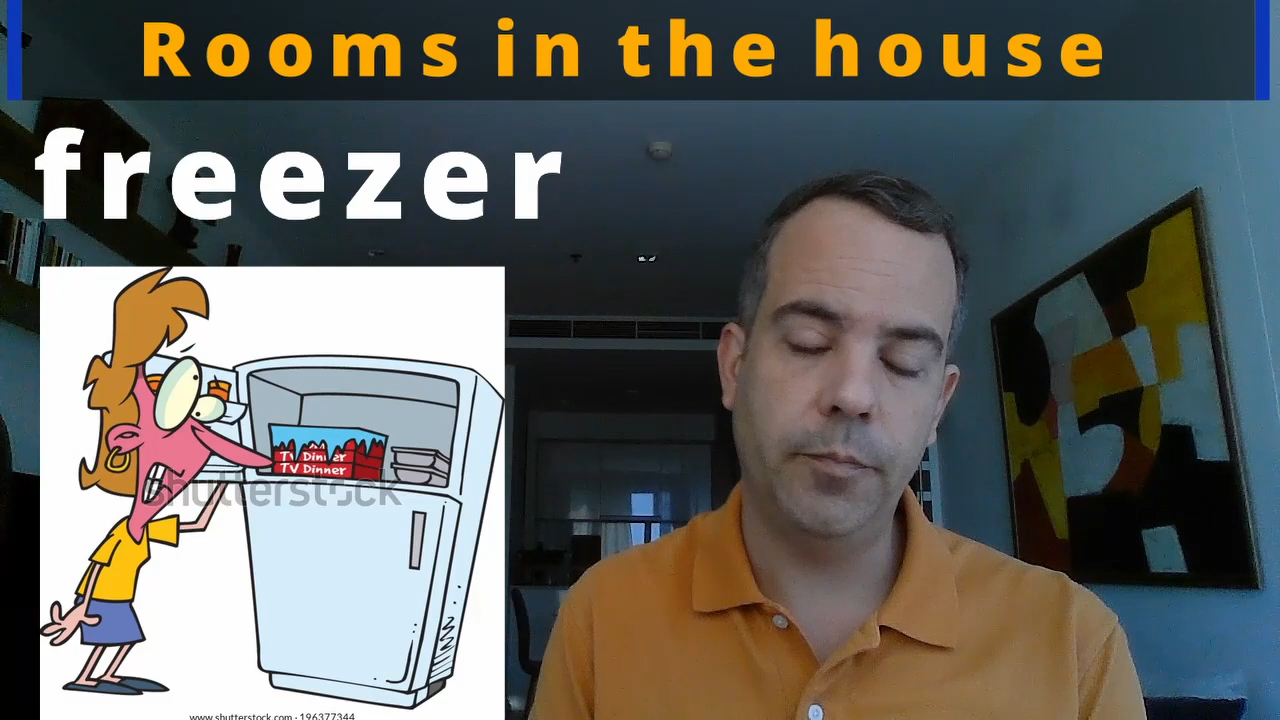 Rooms in the house
freezer
TV Dinner
TV Dinner
shutterstock
www.shutterstock.com · 196377344